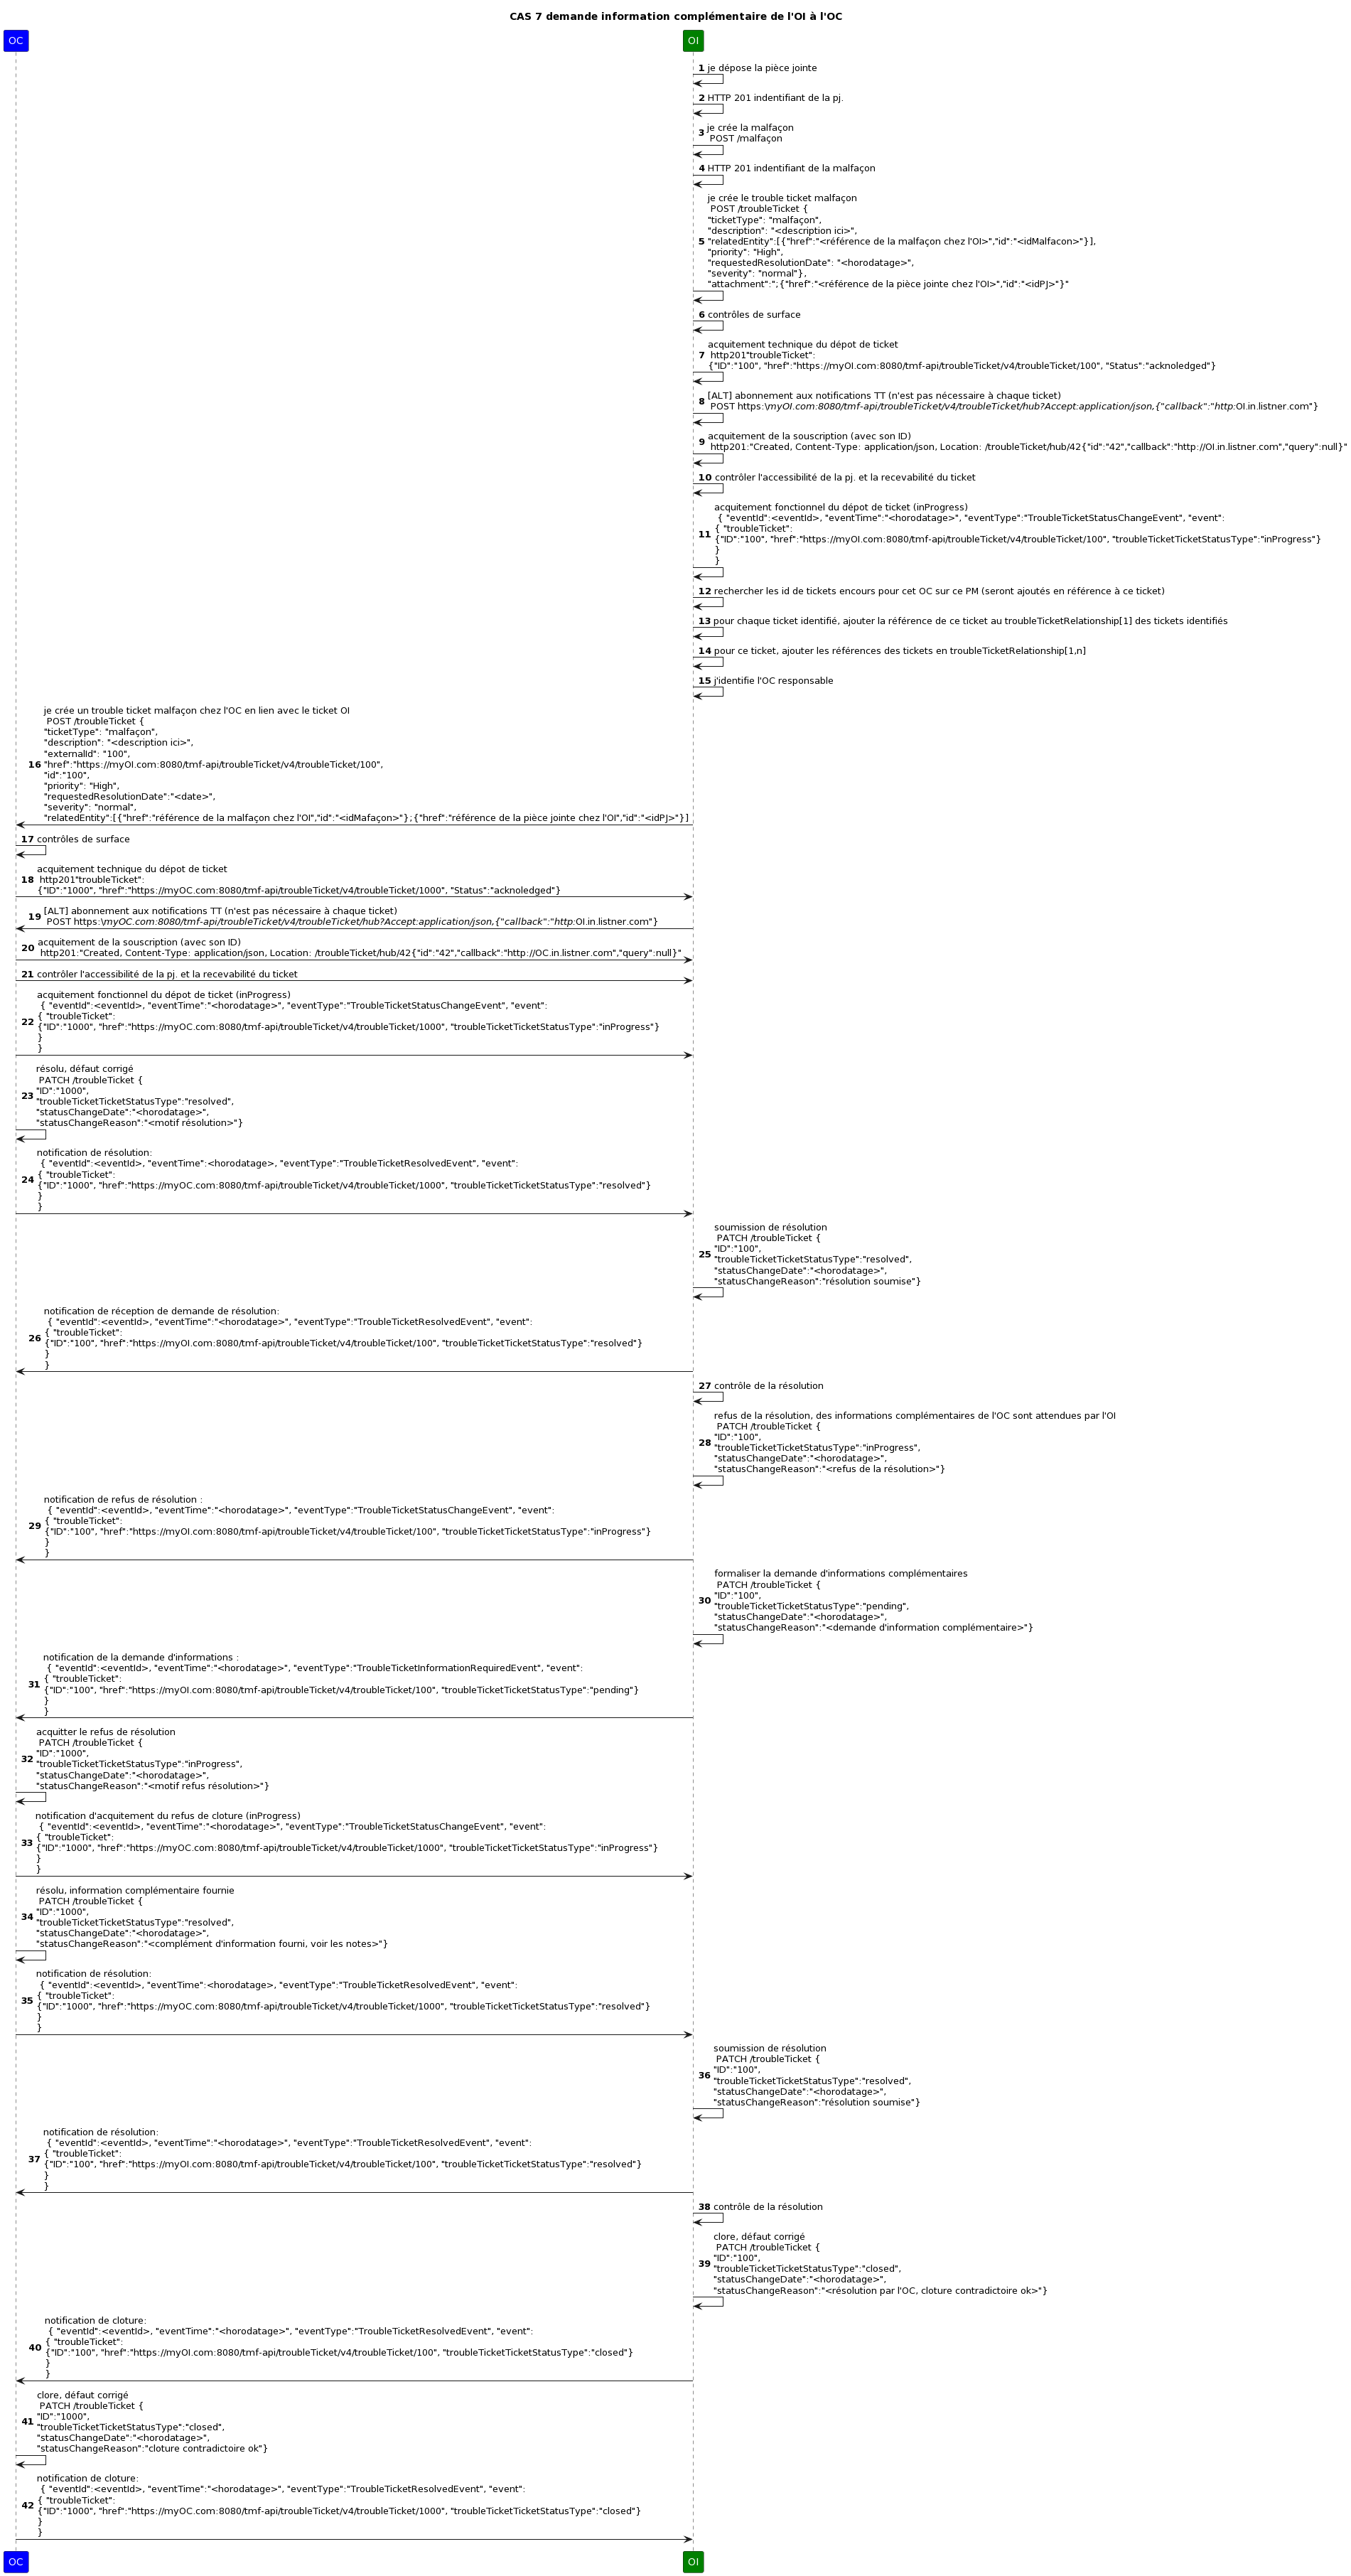 CAS 7 demande information complémentaire de l'OI à l'OC
OC
OI
1 je dépose la pièce jointe
2 HTTP 201 indentifiant de la pj.
3 je crée la malfaçon
POST /malfaçon
4 HTTP 201 indentifiant de la malfaçon
5 je crée le trouble ticket malfaçon
POST /troubleTicket {
"ticketType": "malfaçon",
"description": "<description ici>",
"relatedEntity":[{"href":"<référence de la malfaçon chez l'OI>","id":"<idMalfacon>"}],
"priority": "High",
"requestedResolutionDate": "<horodatage>",
"severity": "normal"},
"attachment":";{"href":"<référence de la pièce jointe chez l'OI>","id":"<idPJ>"}"
6 contrôles de surface
7 acquitement technique du dépot de ticket
http201"troubleTicket":
{"ID":"100", "href":"https://myOI.com:8080/tmf-api/troubleTicket/v4/troubleTicket/100", "Status":"acknoledged"}
8 [ALT] abonnement aux notifications TT (n'est pas nécessaire à chaque ticket)
POST https:\myOI.com:8080/tmf-api/troubleTicket/v4/troubleTicket/hub?Accept:application/json,{"callback":"http:OI.in.listner.com"}
9 acquitement de la souscription (avec son ID)
http201:"Created, Content-Type: application/json, Location: /troubleTicket/hub/42{"id":"42","callback":"http://OI.in.listner.com","query":null}"
10 contrôler l'accessibilité de la pj. et la recevabilité du ticket
11 acquitement fonctionnel du dépot de ticket (inProgress)
{ "eventId":<eventId>, "eventTime":"<horodatage>", "eventType":"TroubleTicketStatusChangeEvent", "event":
{ "troubleTicket":
{"ID":"100", "href":"https://myOI.com:8080/tmf-api/troubleTicket/v4/troubleTicket/100", "troubleTicketTicketStatusType":"inProgress"}
}
}
12 rechercher les id de tickets encours pour cet OC sur ce PM (seront ajoutés en référence à ce ticket)
13 pour chaque ticket identifié, ajouter la référence de ce ticket au troubleTicketRelationship[1] des tickets identifiés
14 pour ce ticket, ajouter les références des tickets en troubleTicketRelationship[1,n]
15 j'identifie l'OC responsable
16 je crée un trouble ticket malfaçon chez l'OC en lien avec le ticket OI
POST /troubleTicket {
"ticketType": "malfaçon",
"description": "<description ici>",
"externalId": "100",
"href":"https://myOI.com:8080/tmf-api/troubleTicket/v4/troubleTicket/100",
"id":"100",
"priority": "High",
"requestedResolutionDate":"<date>",
"severity": "normal",
"relatedEntity":[{"href":"référence de la malfaçon chez l'OI","id":"<idMafaçon>"};{"href":"référence de la pièce jointe chez l'OI","id":"<idPJ>"}]
17 contrôles de surface
18 acquitement technique du dépot de ticket
http201"troubleTicket":
{"ID":"1000", "href":"https://myOC.com:8080/tmf-api/troubleTicket/v4/troubleTicket/1000", "Status":"acknoledged"}
19 [ALT] abonnement aux notifications TT (n'est pas nécessaire à chaque ticket)
POST https:\myOC.com:8080/tmf-api/troubleTicket/v4/troubleTicket/hub?Accept:application/json,{"callback":"http:OI.in.listner.com"}
20 acquitement de la souscription (avec son ID)
http201:"Created, Content-Type: application/json, Location: /troubleTicket/hub/42{"id":"42","callback":"http://OC.in.listner.com","query":null}"
21 contrôler l'accessibilité de la pj. et la recevabilité du ticket
22 acquitement fonctionnel du dépot de ticket (inProgress)
{ "eventId":<eventId>, "eventTime":"<horodatage>", "eventType":"TroubleTicketStatusChangeEvent", "event":
{ "troubleTicket":
{"ID":"1000", "href":"https://myOC.com:8080/tmf-api/troubleTicket/v4/troubleTicket/1000", "troubleTicketTicketStatusType":"inProgress"}
}
}
23 résolu, défaut corrigé
PATCH /troubleTicket {
"ID":"1000",
"troubleTicketTicketStatusType":"resolved",
"statusChangeDate":"<horodatage>",
"statusChangeReason":"<motif résolution>"}
24 notification de résolution:
{ "eventId":<eventId>, "eventTime":<horodatage>, "eventType":"TroubleTicketResolvedEvent", "event":
{ "troubleTicket":
{"ID":"1000", "href":"https://myOC.com:8080/tmf-api/troubleTicket/v4/troubleTicket/1000", "troubleTicketTicketStatusType":"resolved"}
}
}
25 soumission de résolution
PATCH /troubleTicket {
"ID":"100",
"troubleTicketTicketStatusType":"resolved",
"statusChangeDate":"<horodatage>",
"statusChangeReason":"résolution soumise"}
26 notification de réception de demande de résolution:
{ "eventId":<eventId>, "eventTime":"<horodatage>", "eventType":"TroubleTicketResolvedEvent", "event":
{ "troubleTicket":
{"ID":"100", "href":"https://myOI.com:8080/tmf-api/troubleTicket/v4/troubleTicket/100", "troubleTicketTicketStatusType":"resolved"}
}
}
27 contrôle de la résolution
28 refus de la résolution, des informations complémentaires de l'OC sont attendues par l'OI
PATCH /troubleTicket {
"ID":"100",
"troubleTicketTicketStatusType":"inProgress",
"statusChangeDate":"<horodatage>",
"statusChangeReason":"<refus de la résolution>"}
29 notification de refus de résolution :
{ "eventId":<eventId>, "eventTime":"<horodatage>", "eventType":"TroubleTicketStatusChangeEvent", "event":
{ "troubleTicket":
{"ID":"100", "href":"https://myOI.com:8080/tmf-api/troubleTicket/v4/troubleTicket/100", "troubleTicketTicketStatusType":"inProgress"}
}
}
30 formaliser la demande d'informations complémentaires
PATCH /troubleTicket {
"ID":"100",
"troubleTicketTicketStatusType":"pending",
"statusChangeDate":"<horodatage>",
"statusChangeReason":"<demande d'information complémentaire>"}
31 notification de la demande d'informations :
{ "eventId":<eventId>, "eventTime":"<horodatage>", "eventType":"TroubleTicketInformationRequiredEvent", "event":
{ "troubleTicket":
{"ID":"100", "href":"https://myOI.com:8080/tmf-api/troubleTicket/v4/troubleTicket/100", "troubleTicketTicketStatusType":"pending"}
}
}
32 acquitter le refus de résolution
PATCH /troubleTicket {
"ID":"1000",
"troubleTicketTicketStatusType":"inProgress",
"statusChangeDate":"<horodatage>",
"statusChangeReason":"<motif refus résolution>"}
33 notification d'acquitement du refus de cloture (inProgress)
{ "eventId":<eventId>, "eventTime":"<horodatage>", "eventType":"TroubleTicketStatusChangeEvent", "event":
{ "troubleTicket":
{"ID":"1000", "href":"https://myOC.com:8080/tmf-api/troubleTicket/v4/troubleTicket/1000", "troubleTicketTicketStatusType":"inProgress"}
}
}
34 résolu, information complémentaire fournie
PATCH /troubleTicket {
"ID":"1000",
"troubleTicketTicketStatusType":"resolved",
"statusChangeDate":"<horodatage>",
"statusChangeReason":"<complément d'information fourni, voir les notes>"}
35 notification de résolution:
{ "eventId":<eventId>, "eventTime":<horodatage>, "eventType":"TroubleTicketResolvedEvent", "event":
{ "troubleTicket":
{"ID":"1000", "href":"https://myOC.com:8080/tmf-api/troubleTicket/v4/troubleTicket/1000", "troubleTicketTicketStatusType":"resolved"}
}
}
36 soumission de résolution
PATCH /troubleTicket {
"ID":"100",
"troubleTicketTicketStatusType":"resolved",
"statusChangeDate":"<horodatage>",
"statusChangeReason":"résolution soumise"}
37 notification de résolution:
{ "eventId":<eventId>, "eventTime":"<horodatage>", "eventType":"TroubleTicketResolvedEvent", "event":
{ "troubleTicket":
{"ID":"100", "href":"https://myOI.com:8080/tmf-api/troubleTicket/v4/troubleTicket/100", "troubleTicketTicketStatusType":"resolved"}
}
}
38 contrôle de la résolution
39 clore, défaut corrigé
PATCH /troubleTicket {
"ID":"100",
"troubleTicketTicketStatusType":"closed",
"statusChangeDate":"<horodatage>",
"statusChangeReason":"<résolution par l'OC, cloture contradictoire ok>"}
40 notification de cloture:
{ "eventId":<eventId>, "eventTime":"<horodatage>", "eventType":"TroubleTicketResolvedEvent", "event":
{ "troubleTicket":
{"ID":"100", "href":"https://myOI.com:8080/tmf-api/troubleTicket/v4/troubleTicket/100", "troubleTicketTicketStatusType":"closed"}
}
}
41 clore, défaut corrigé
PATCH /troubleTicket {
"ID":"1000",
"troubleTicketTicketStatusType":"closed",
"statusChangeDate":"<horodatage>",
"statusChangeReason":"cloture contradictoire ok"}
42 notification de cloture:
{ "eventId":<eventId>, "eventTime":"<horodatage>", "eventType":"TroubleTicketResolvedEvent", "event":
{ "troubleTicket":
{"ID":"1000", "href":"https://myOC.com:8080/tmf-api/troubleTicket/v4/troubleTicket/1000", "troubleTicketTicketStatusType":"closed"}
}
}
OC
OI